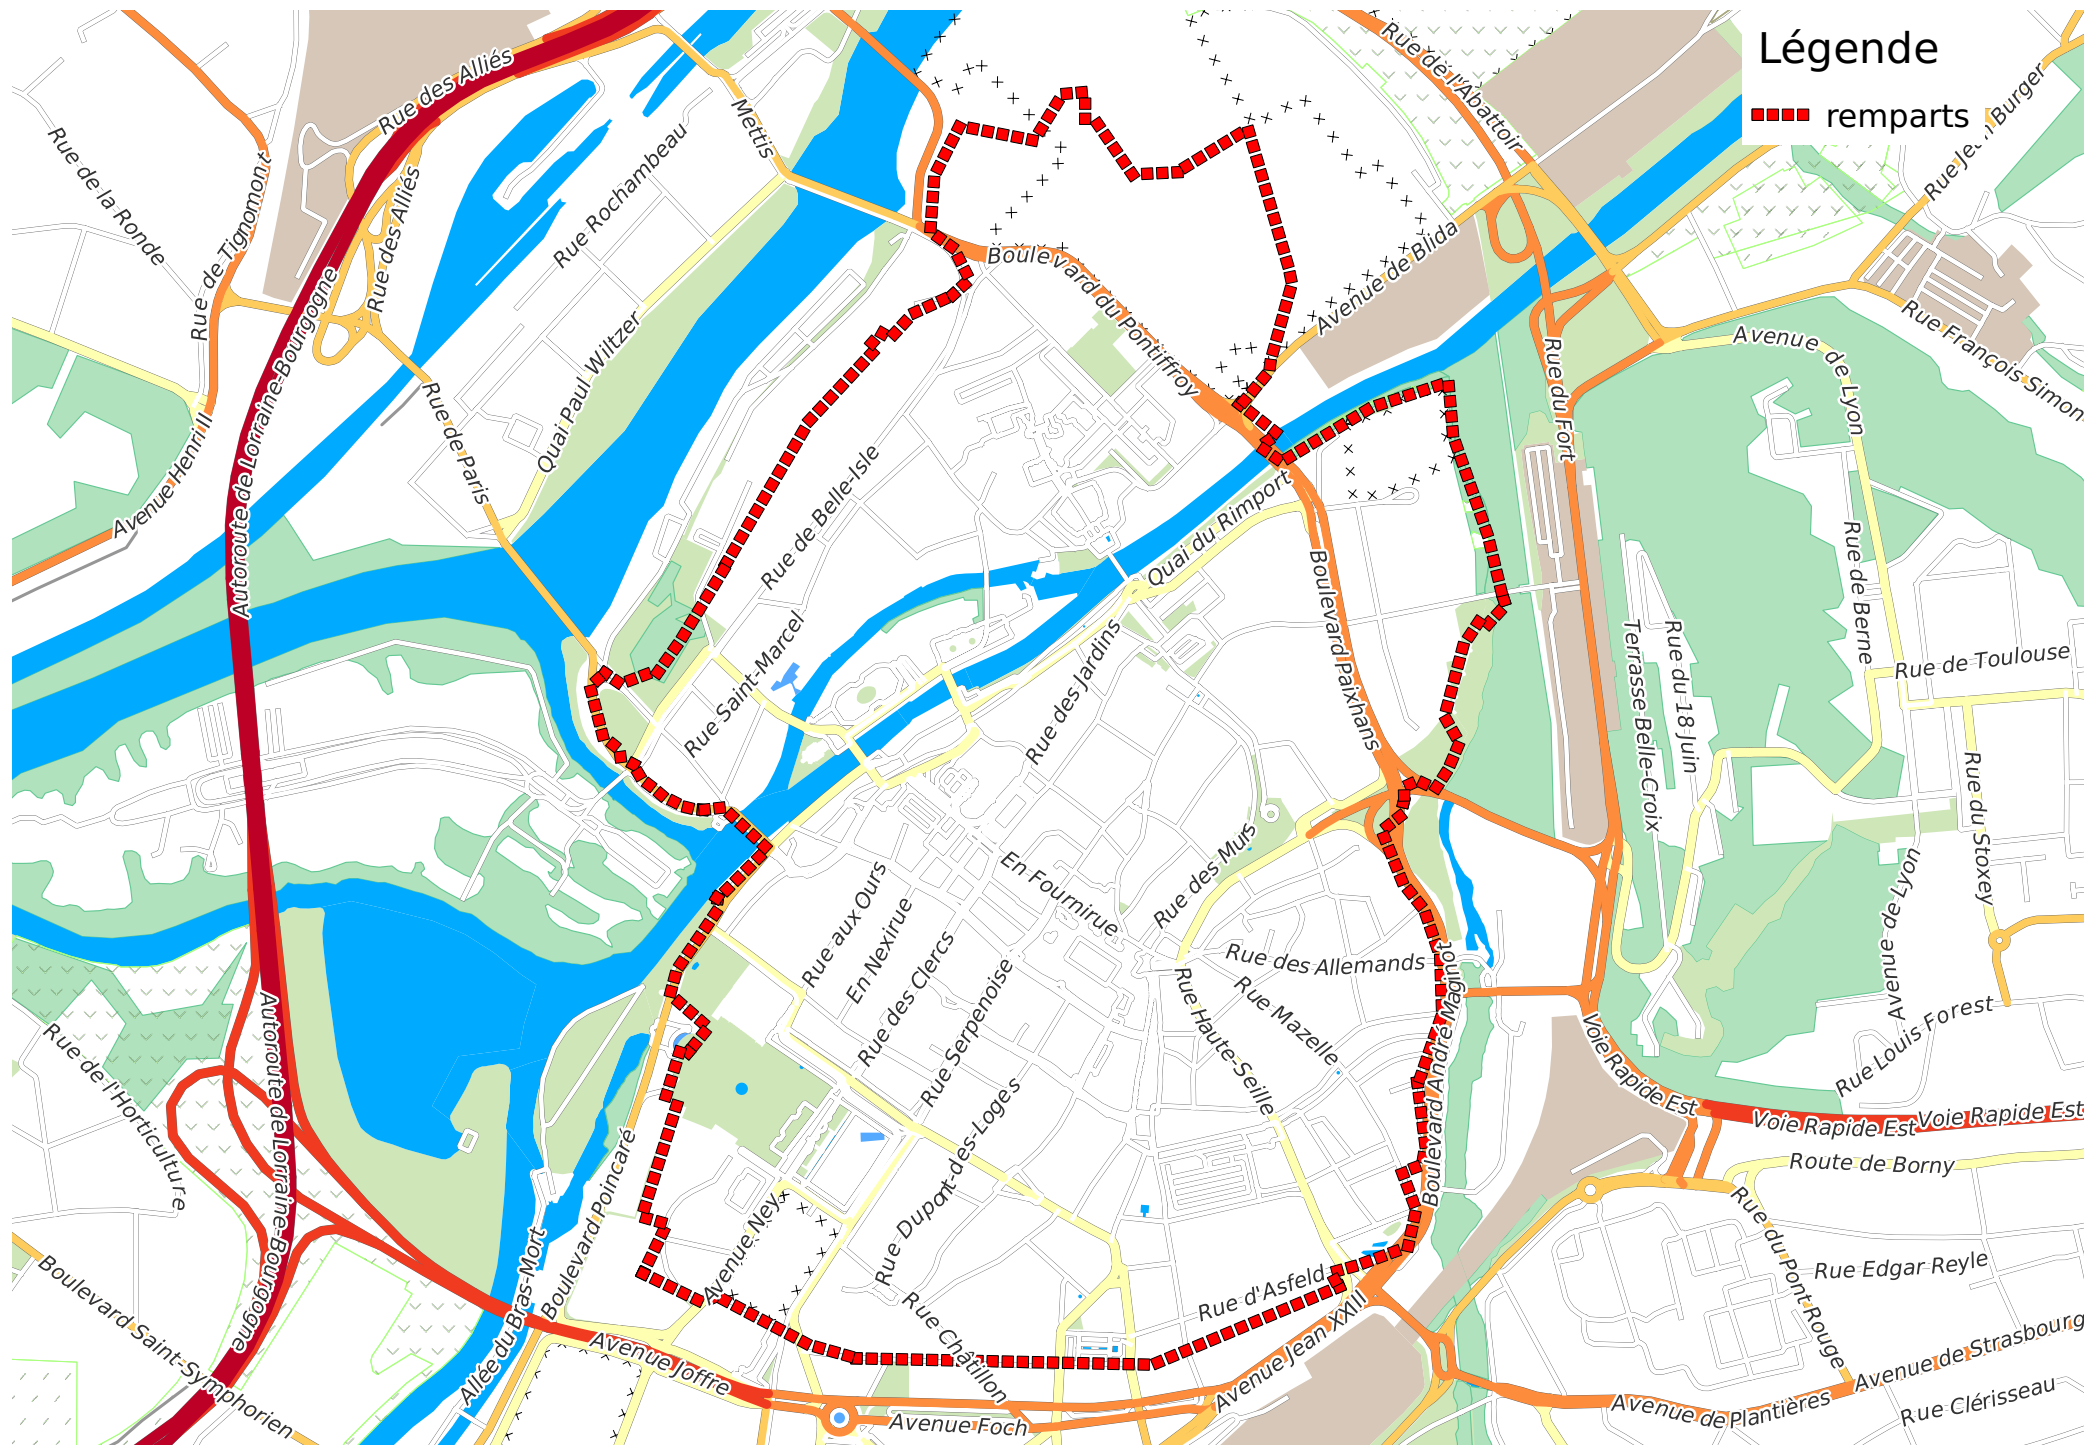 Légende
remparts
Rue des Alliés
Rue de l'Abattoir
Rue Jean Burger
Mettis
Rue de la Ronde
Rue Rochambeau
Rue de Tignomont
Rue des Alliés
Boulevard du Pontiffroy
Avenue de Blida
Rue François Simon
Avenue de Lyon
Autoroute de Lorraine-Bourgogne
Quai Paul Wiltzer
Rue de Paris
Rue du Fort
Avenue Henri II
Rue de Belle-Isle
Quai du Rimport
Rue de Berne
Boulevard Paixhans
Rue Saint-Marcel
Rue des Jardins
Terrasse Belle-Croix
Rue du 18 Juin
Rue de Toulouse
Rue du Stoxey
Rue des Murs
En Fournirue
Rue aux Ours
En Nexirue
Rue des Clercs
Rue Serpenoise
Rue des Allemands
Rue Mazelle
Rue Haute-Seille
Boulevard André Maginot
Avenue de Lyon
Rue Louis Forest
Voie Rapide Est
Voie Rapide Est
Voie Rapide Est
Route de Borny
Autoroute de Lorraine-Bourgogne
Rue de l'Horticulture
Boulevard Poincaré
Rue Dupont-des-Loges
Avenue Ney
Rue du Pont Rouge
Rue Edgar Reyle
Boulevard Saint-Symphorien
Allée du Bras-Mort
Rue d'Asfeld
Rue Châtillon
Avenue Joffre
Avenue Jean XXIII
Avenue Foch
Avenue de Plantières
Avenue de Strasbourg
Rue Clérisseau